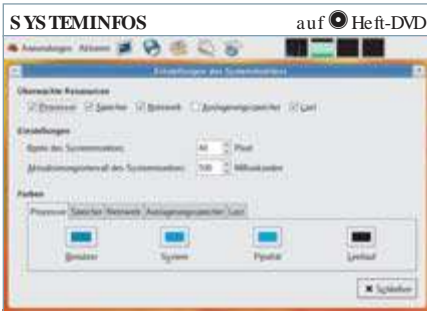 SYSTEMINFOS auf Heft-DVD
Anwendungen Aktionen
Einstellungen des Systemmonitors
Überwachte Ressourcen
Prozessor Speicher Netzwerk Auslagerungsspeicher Last
Einstellungen
Breite des Systemmonitors: 40 Pixel
Aktualisierungsintervall des Systemmonitors: 500 Millisekunden
Farben
Prozessor Speicher Netzwerk Auslagerungsspeicher Last
Benutzer System Priorität Leerlauf
Schließen